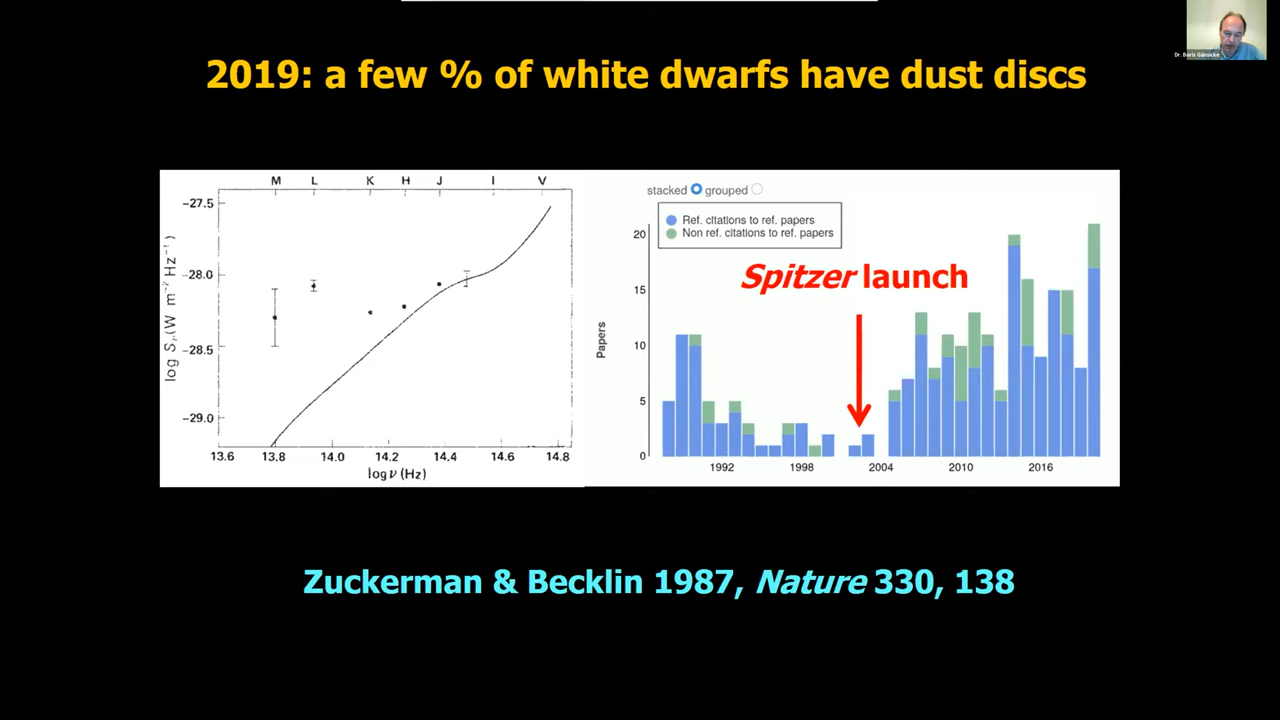 Dr. Boris Gänsicke
2019: a few % of white dwarfs have dust discs
M L K H J I V
-27.5
-28.0
-28.5
-29.0
log Sν(W m⁻² Hz⁻¹)
13.6 13.8 14.0 14.2 14.4 14.6 14.8
log ν (Hz)
stacked grouped
Ref. citations to ref. papers
Non ref. citations to ref. papers
Spitzer launch
Papers
20
15
10
5
0
1992 1998 2004 2010 2016
Zuckerman & Becklin 1987, Nature 330, 138